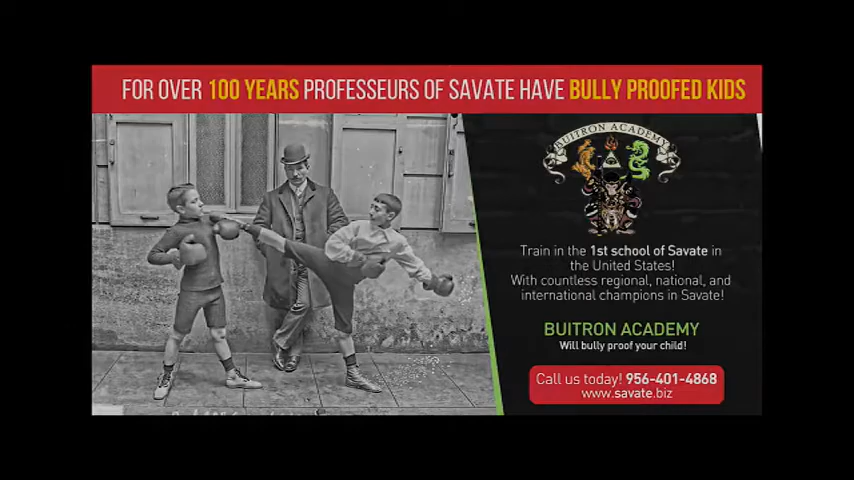 FOR OVER 100 YEARS PROFESSEURS OF SAVATE HAVE BULLY PROOFED KIDS
BUITRON ACADEMY
Train in the 1st school of Savate in
the United States!
With countless regional, national, and
international champions in Savate!
BUITRON ACADEMY
Will bully proof your child!
Call us today! 956-401-4868
www.savate.biz